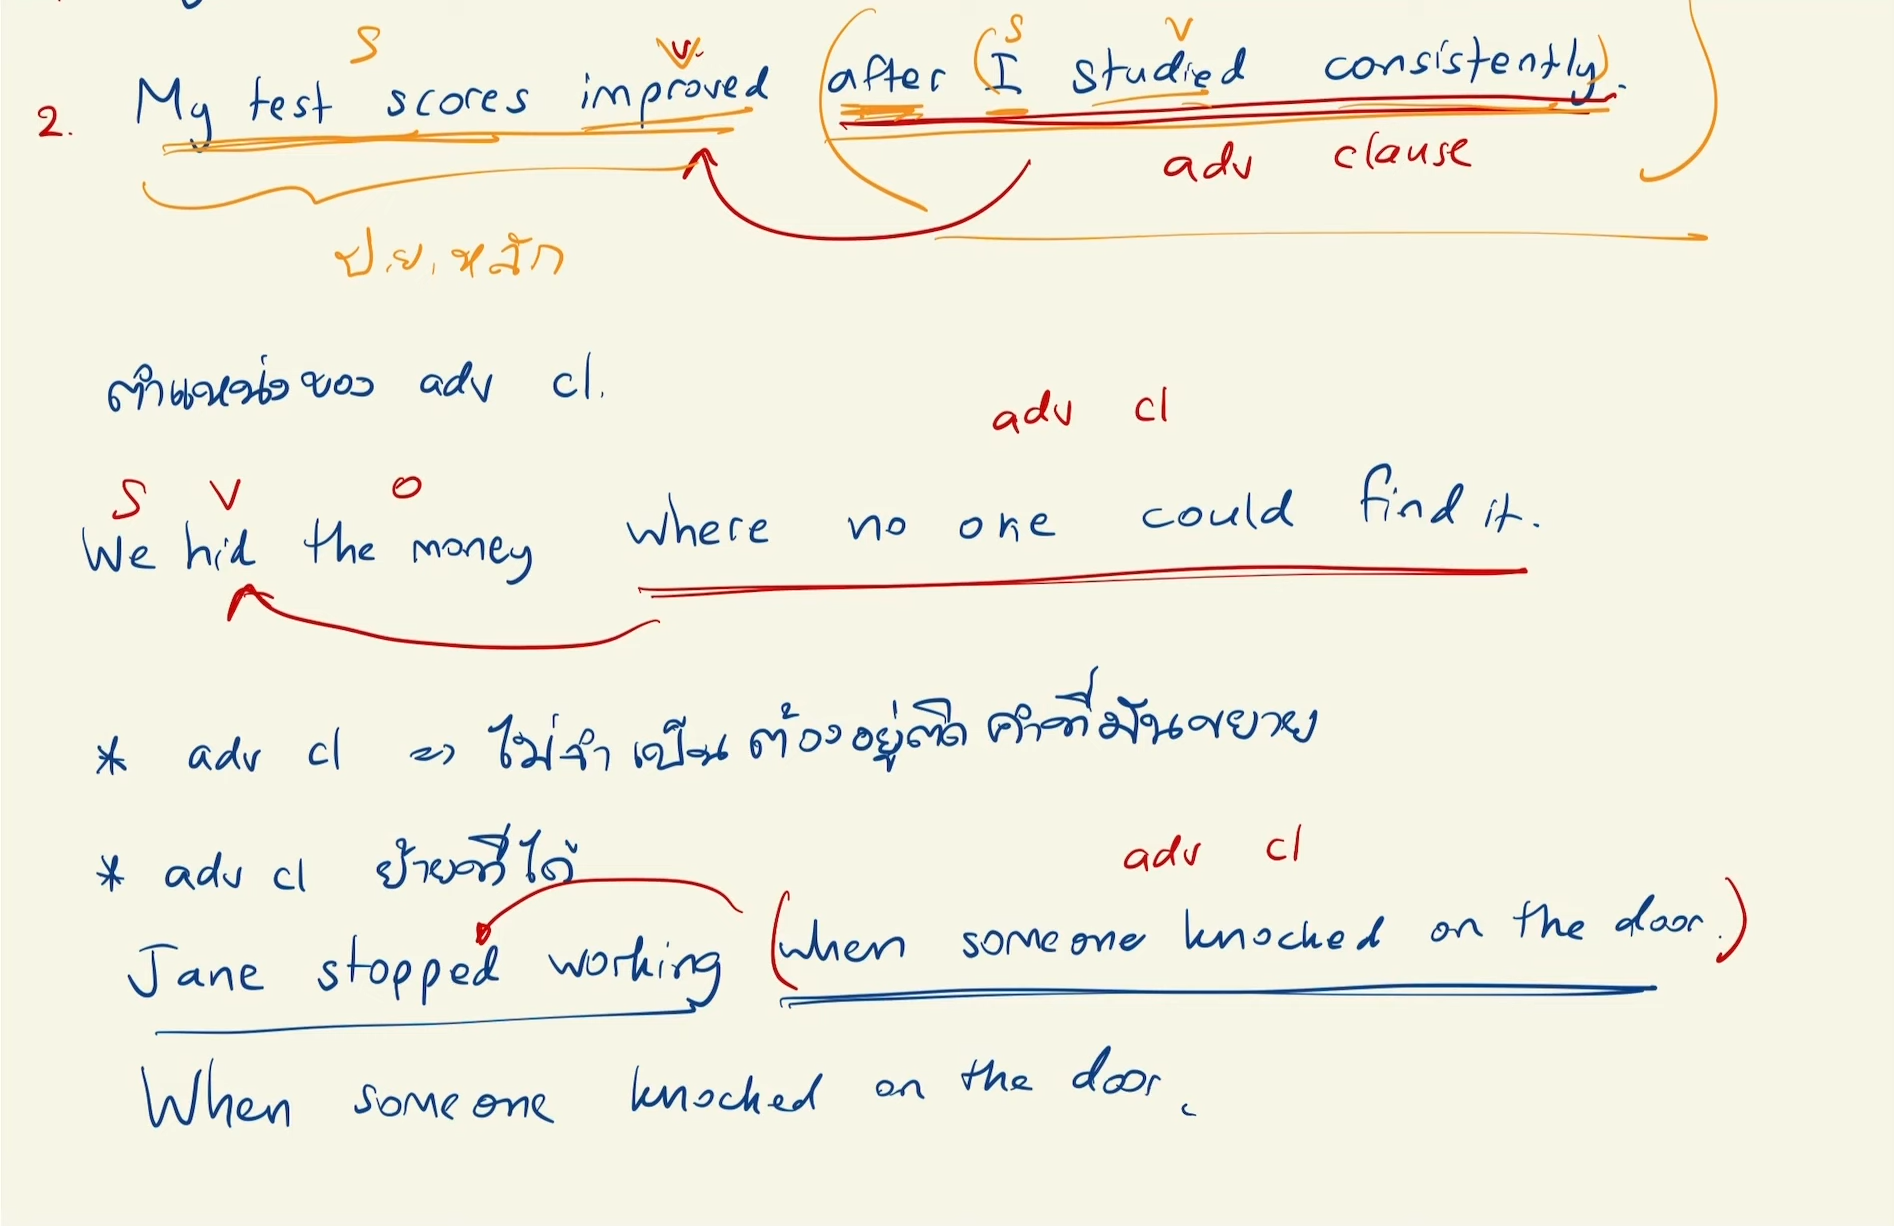 S V. S V
2. My test scores improved (after (I studied consistently).
adv clause
ป.ย.หลัก
ตำแหน่งของ adv cl.
adv cl
S V O
We hid the money where no one could find it.
* adv cl => ไม่จำเป็นต้องอยู่ติดคำที่มันขยาย
* adv cl ย้ายที่ได้
adv cl
Jane stopped working (when someone knocked on the door.)
When someone knocked on the door,